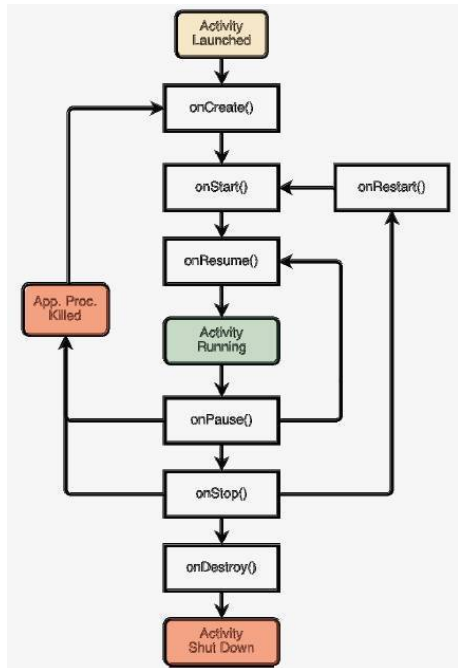 Activity
Launched
onCreate()
onStart()
onRestart()
onResume()
App. Proc.
Killed
Activity
Running
onPause()
onStop()
onDestroy()
Activity
Shut Down